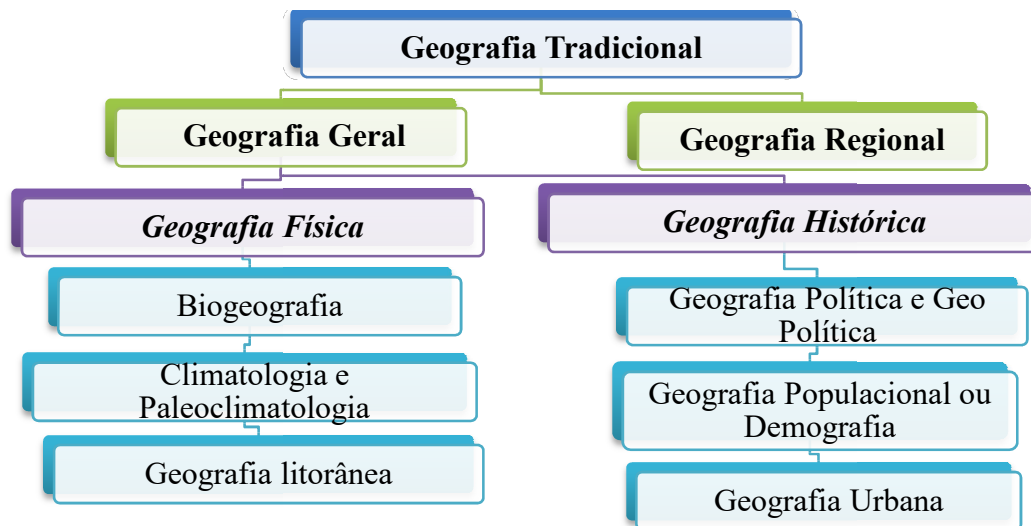 Geografia Tradicional
Geografia Geral
Geografia Regional
Geografia Física
Geografia Histórica
Biogeografia
Geografia Política e Geo
Política
Climatologia e
Paleoclimatologia
Geografia Populacional ou
Demografia
Geografia litorânea
Geografia Urbana